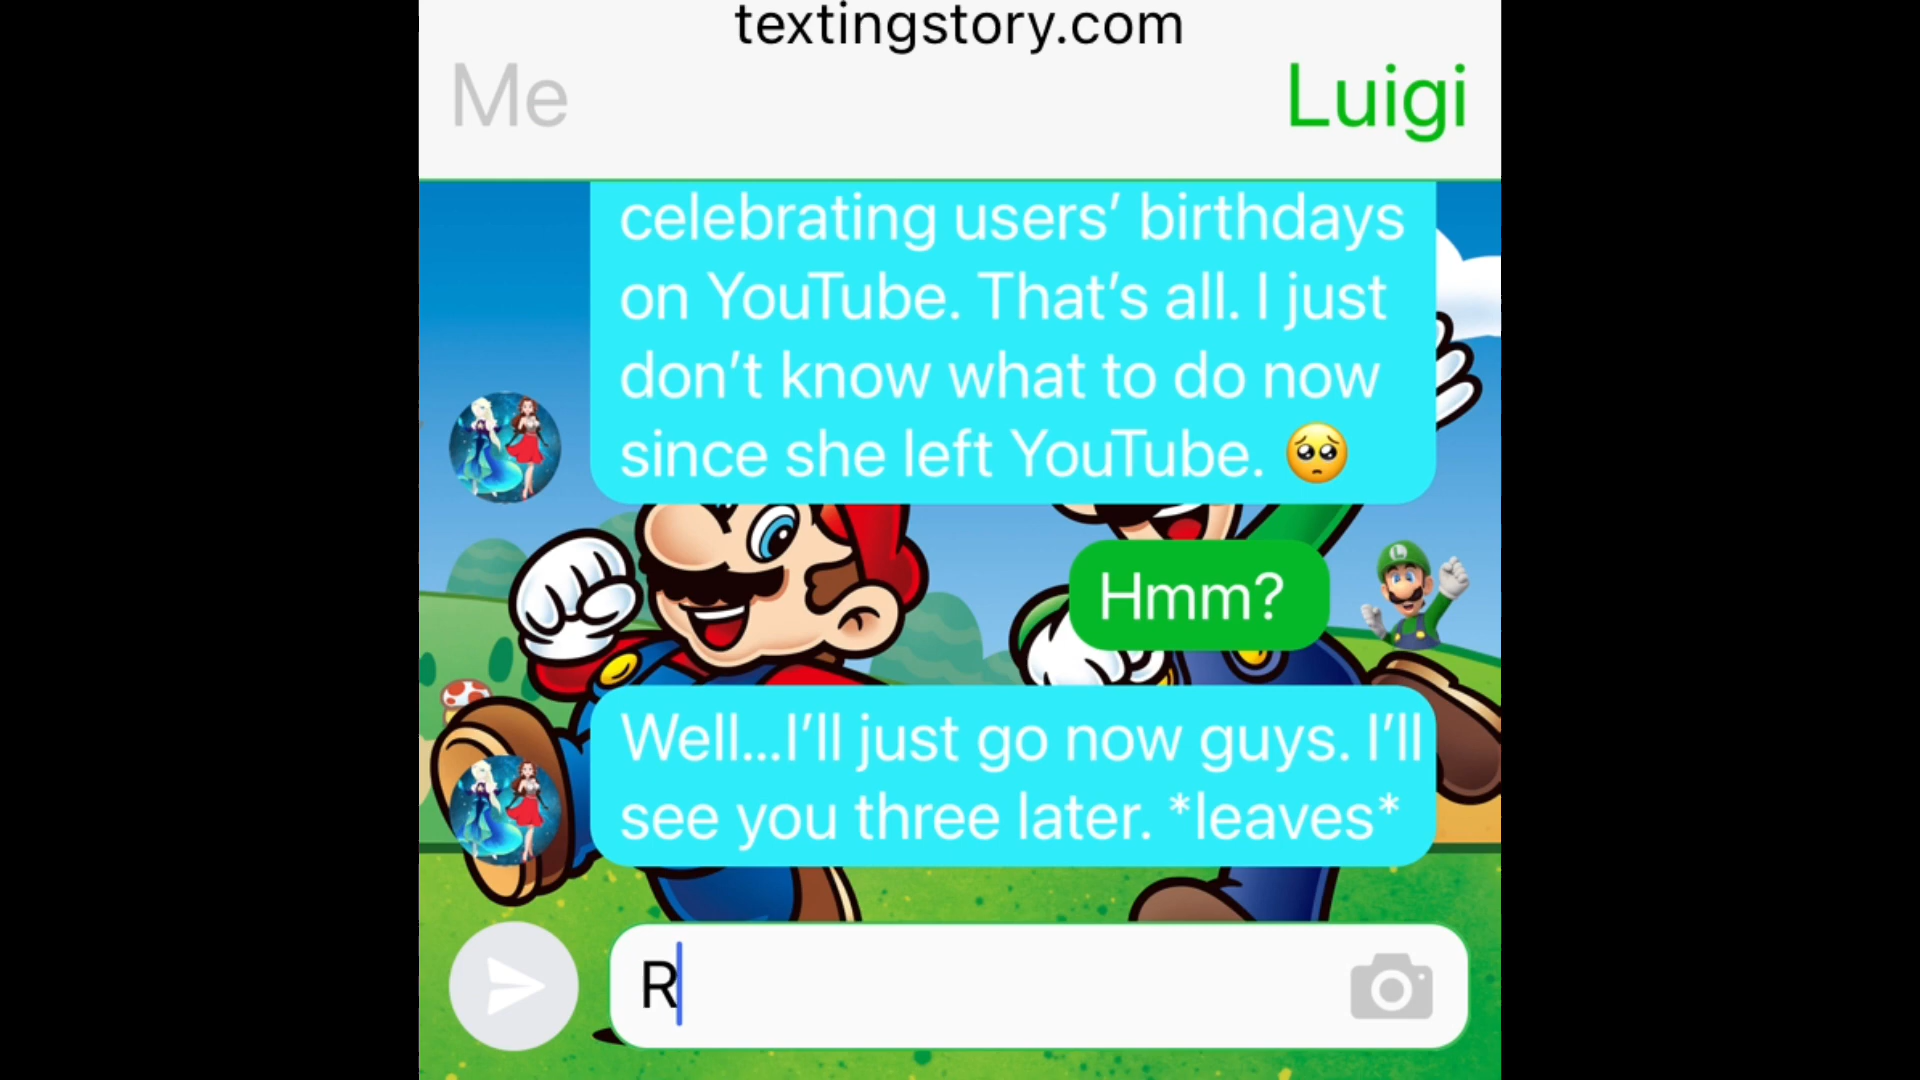 textingstory.com
Me
Luigi
celebrating users’ birthdays
on YouTube. That’s all. I just
don’t know what to do now
since she left YouTube. 🥺
Hmm?
Well...I’ll just go now guys. I’ll
see you three later. *leaves*
R